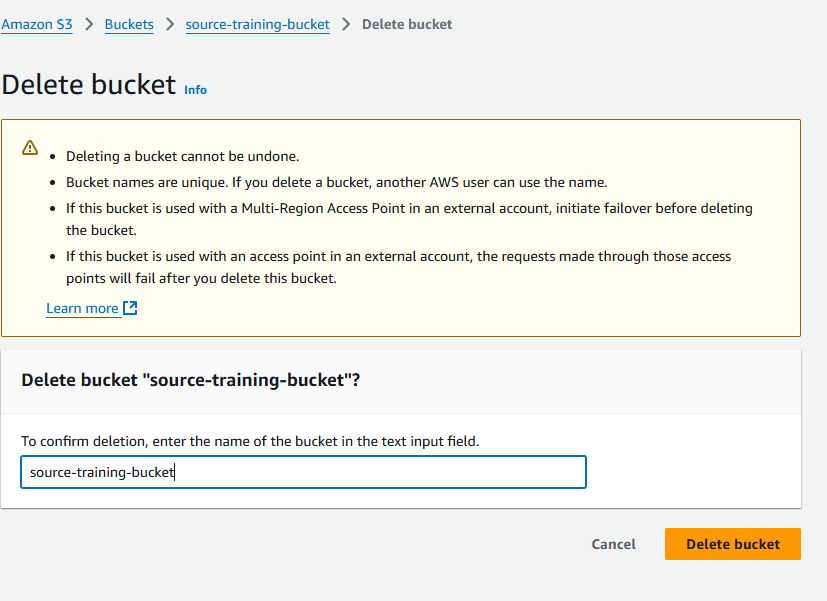 Amazon S3 > Buckets > source-training-bucket > Delete bucket
Delete bucket Info
• Deleting a bucket cannot be undone.
• Bucket names are unique. If you delete a bucket, another AWS user can use the name.
• If this bucket is used with a Multi-Region Access Point in an external account, initiate failover before deleting
the bucket.
• If this bucket is used with an access point in an external account, the requests made through those access
points will fail after you delete this bucket.
Learn more
Delete bucket "source-training-bucket"?
To confirm deletion, enter the name of the bucket in the text input field.
source-training-bucket
Cancel Delete bucket